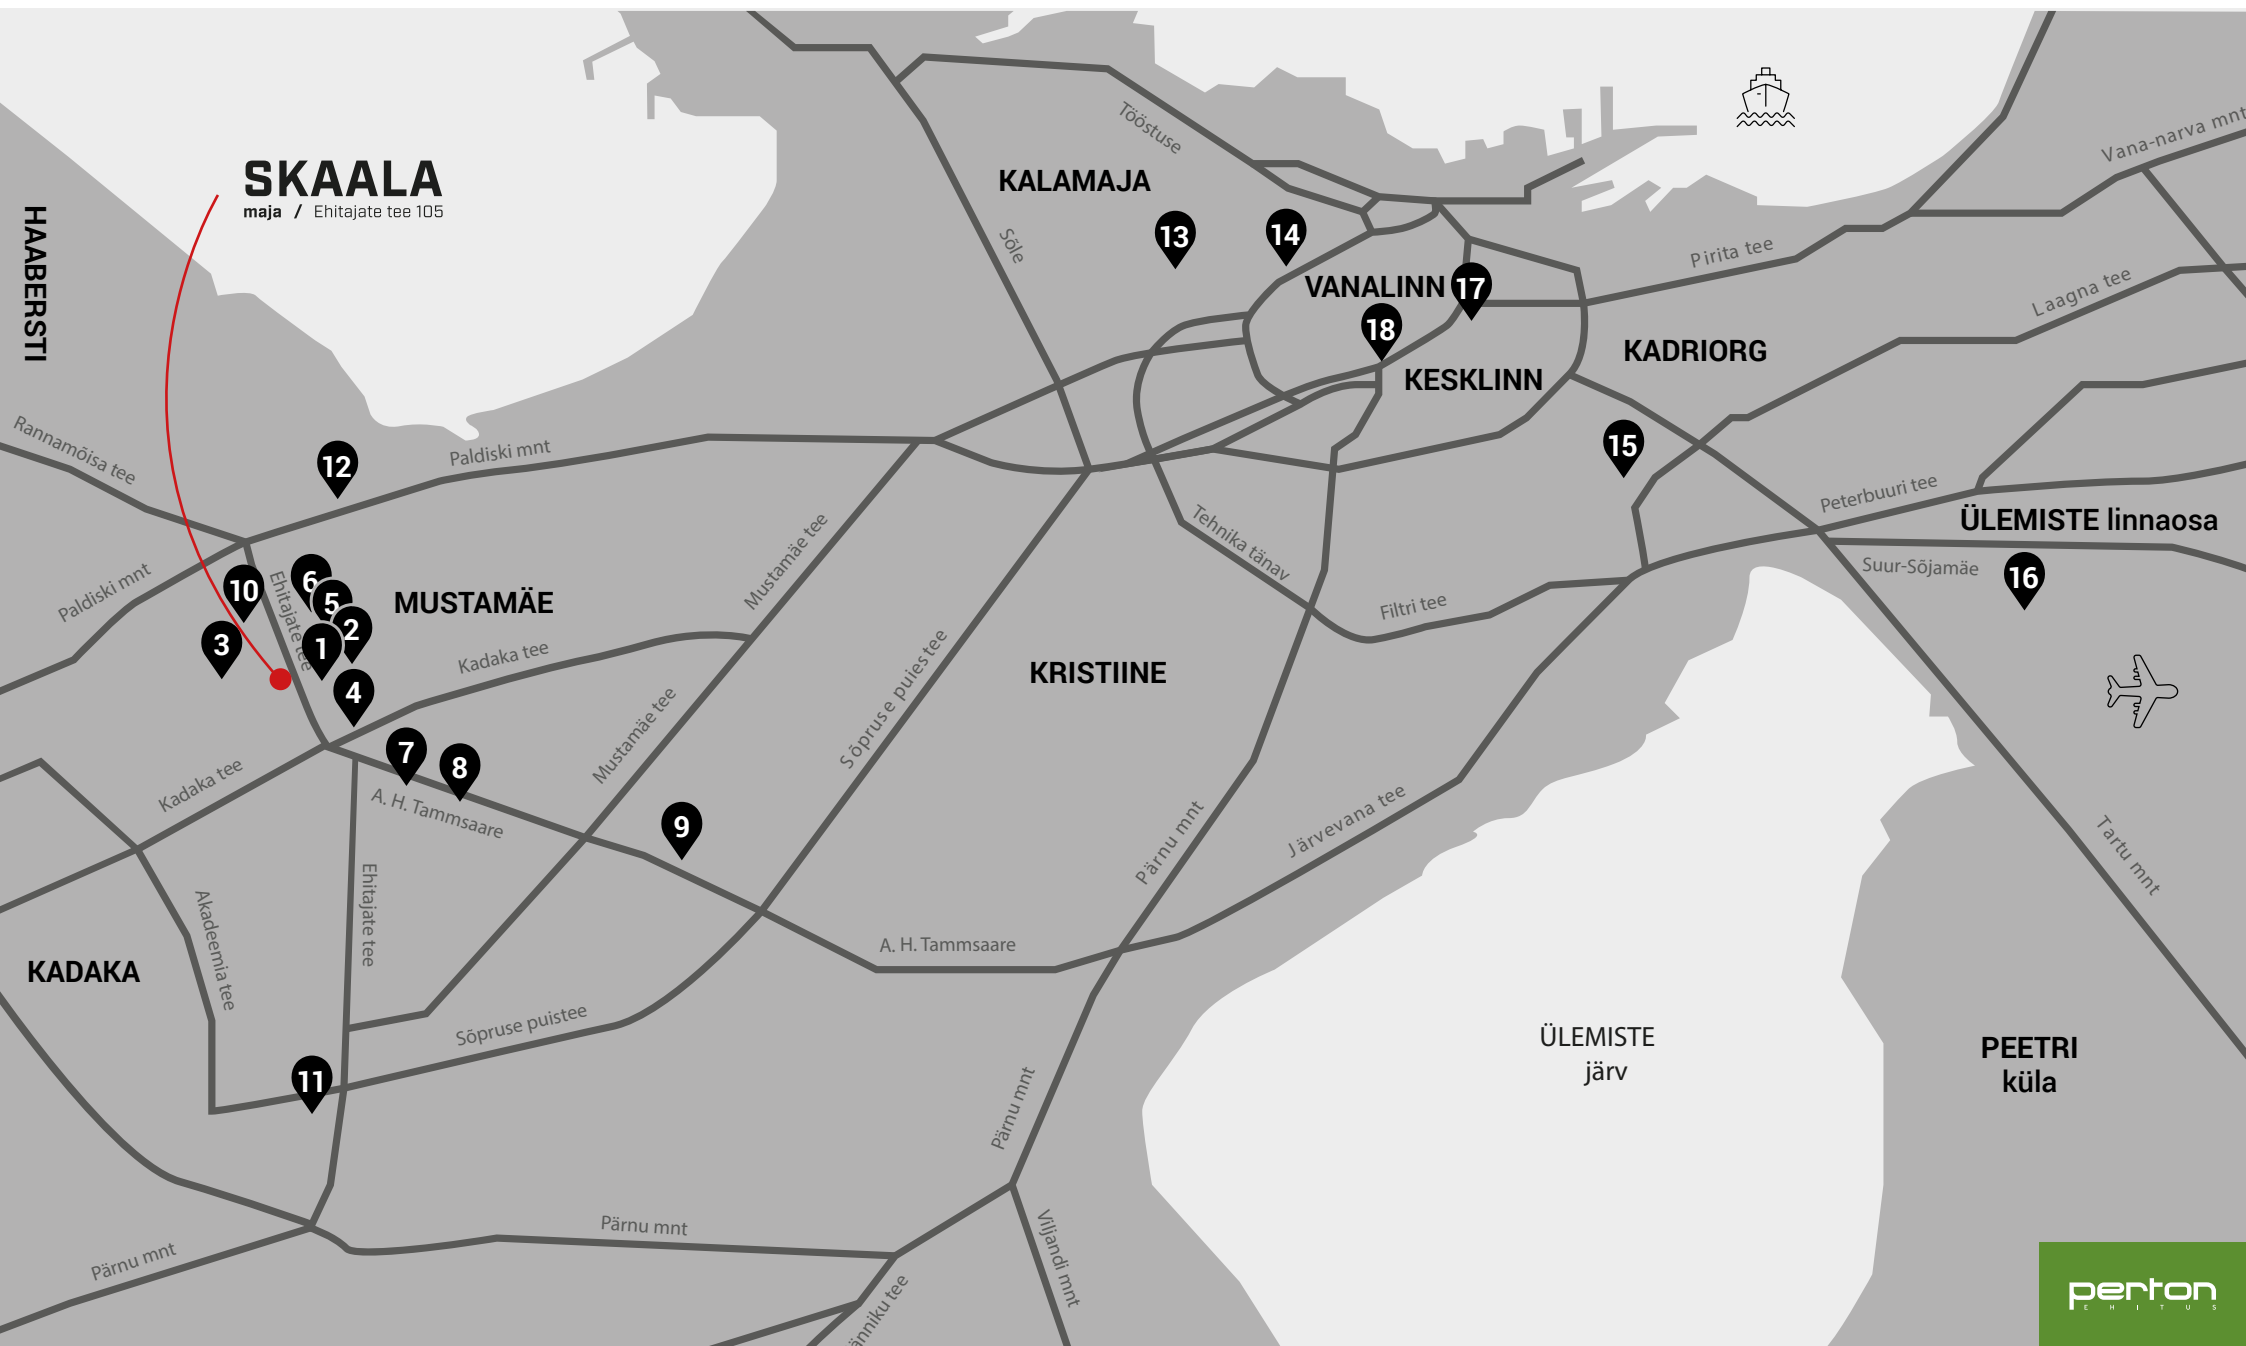 SKAALA
maja / Ehitajate tee 105
HAABERSTI
KALAMAJA
Tööstuse
Sõle
Vana-narva mnt
13
14
VANALINN
17
18
Pirita tee
Laagna tee
KADRIORG
KESKLINN
15
Rannamõisa tee
12
Paldiski mnt
Peterbuuri tee
ÜLEMISTE linnaosa
Suur-Sõjamäe
16
Mustamäe tee
Tehnika tänav
Filtri tee
Paldiski mnt
10
Ehitajate tee
6
5
2
1
3
4
MUSTAMÄE
Kadaka tee
Sõpruse puiestee
KRISTIINE
Mustamäe tee
Kadaka tee
7
8
A. H. Tammsaare
9
Pärnu mnt
Järvevana tee
Tartu mnt
Ehitajate tee
Akadeemia tee
KADAKA
A. H. Tammsaare
Sõpruse puistee
11
ÜLEMISTE
järv
PEETRI
küla
Pärnu mnt
Pärnu mnt
Pärnu mnt
Viljandi mnt
änniku tee
perton
EHITUS